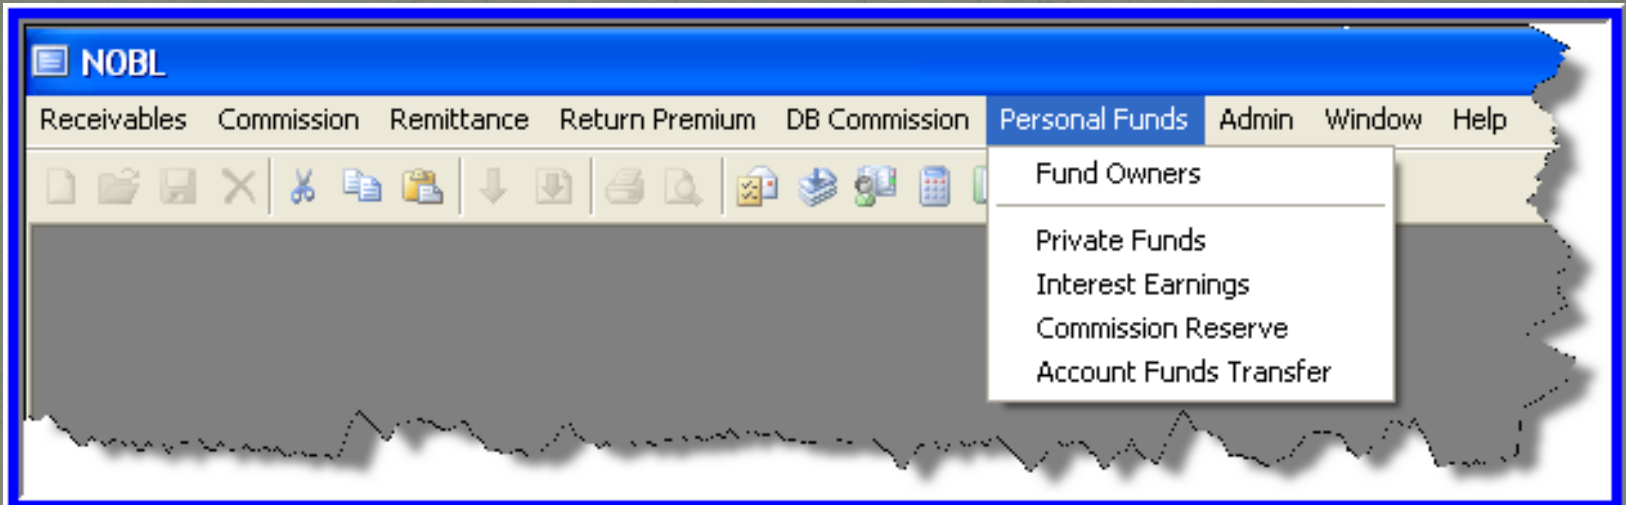 NOBL
Receivables Commission Remittance Return Premium DB Commission Personal Funds Admin Window Help
Fund Owners
Private Funds
Interest Earnings
Commission Reserve
Account Funds Transfer